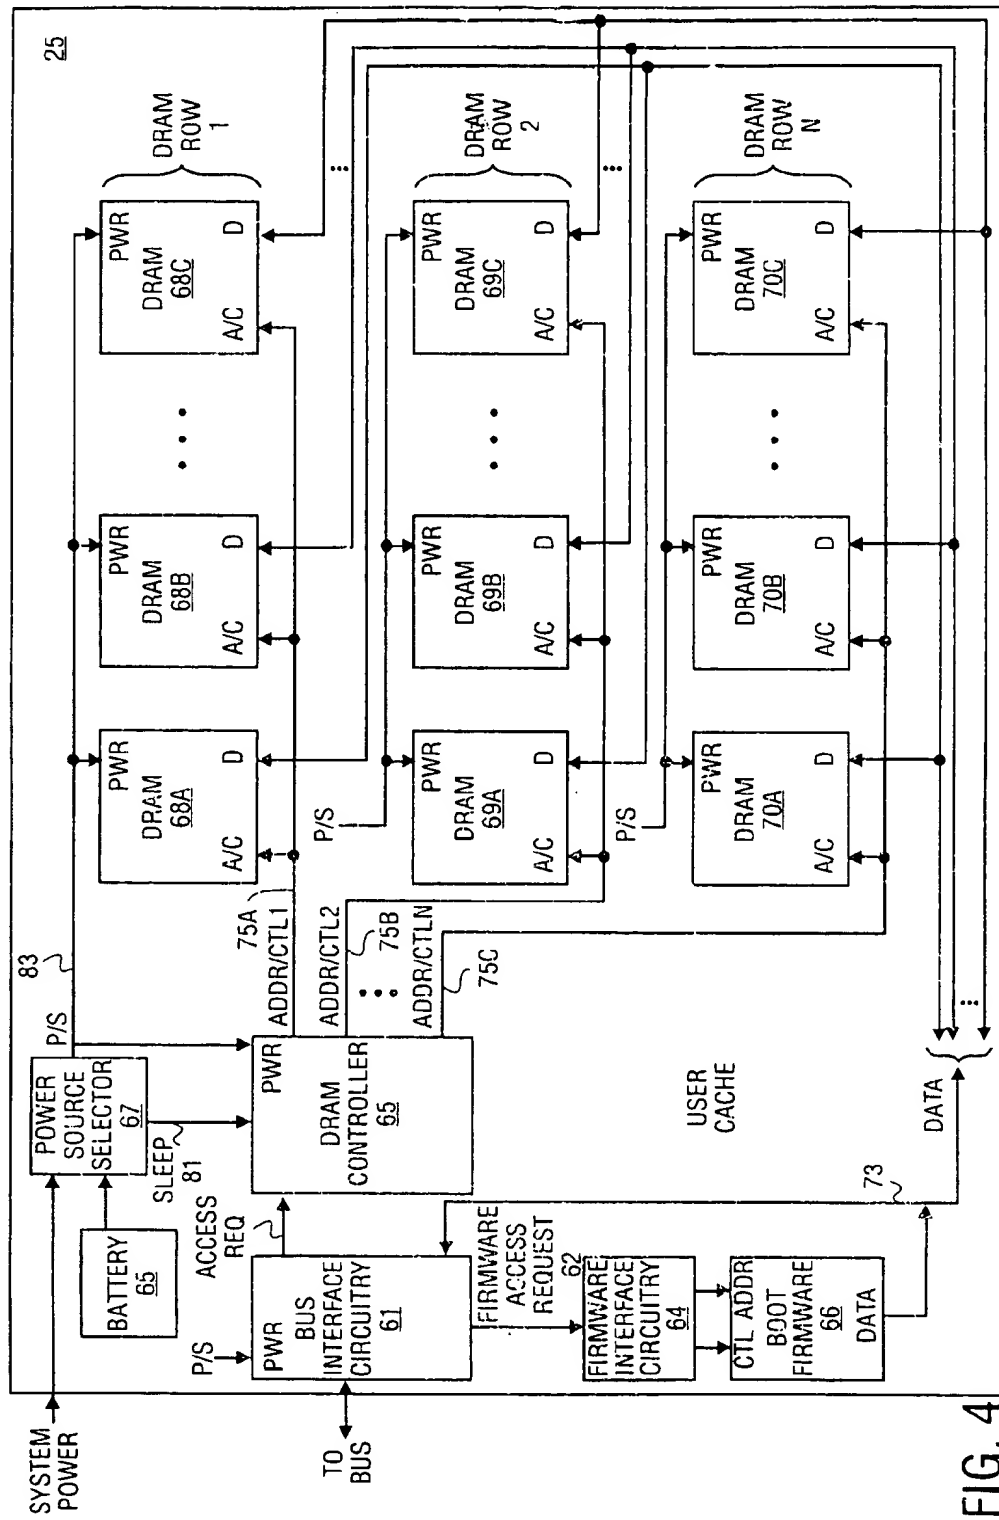 25
SYSTEM
POWER
POWER
SOURCE
SELECTOR
67
P/S
83
BATTERY
65
SLEEP
81
ACCESS
REQ
P/S
PWR
BUS
INTERFACE
CIRCUITRY
61
TO
BUS
PWR
DRAM
CONTROLLER
65
ADDR/CTL1
75A
ADDR/CTL2
75B
ADDR/CTLN
75C
FIRMWARE
ACCESS
REQUEST
62
FIRMWARE
INTERFACE
CIRCUITRY
64
CTL ADDR
BOOT
FIRMWARE
66
DATA
73
USER
CACHE
DATA
PWR
DRAM
68A
A/C D
PWR
DRAM
68B
A/C D
PWR
DRAM
68C
A/C D
DRAM
ROW
1
P/S
PWR
DRAM
69A
A/C D
PWR
DRAM
69B
A/C D
PWR
DRAM
69C
A/C D
DRAM
ROW
2
P/S
PWR
DRAM
70A
A/C D
PWR
DRAM
70B
A/C D
PWR
DRAM
70C
A/C D
DRAM
ROW
N
FIG. 4